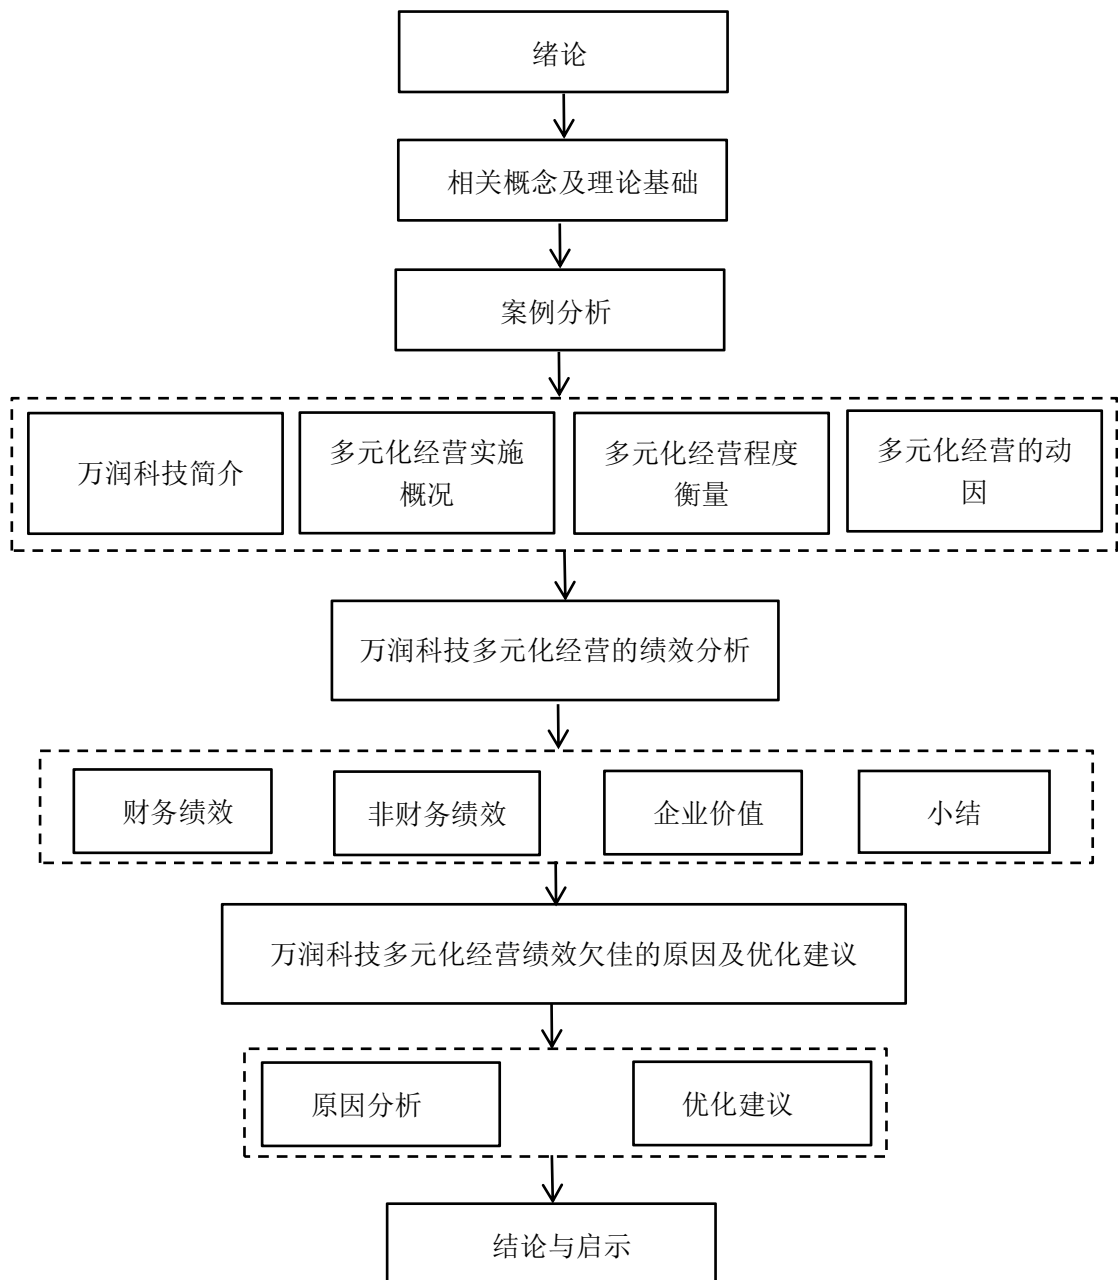 绪论
相关概念及理论基础
案例分析
万润科技简介
多元化经营实施
概况
多元化经营程度
衡量
多元化经营的动
因
万润科技多元化经营的绩效分析
财务绩效
非财务绩效
企业价值
小结
万润科技多元化经营绩效欠佳的原因及优化建议
原因分析
优化建议
结论与启示